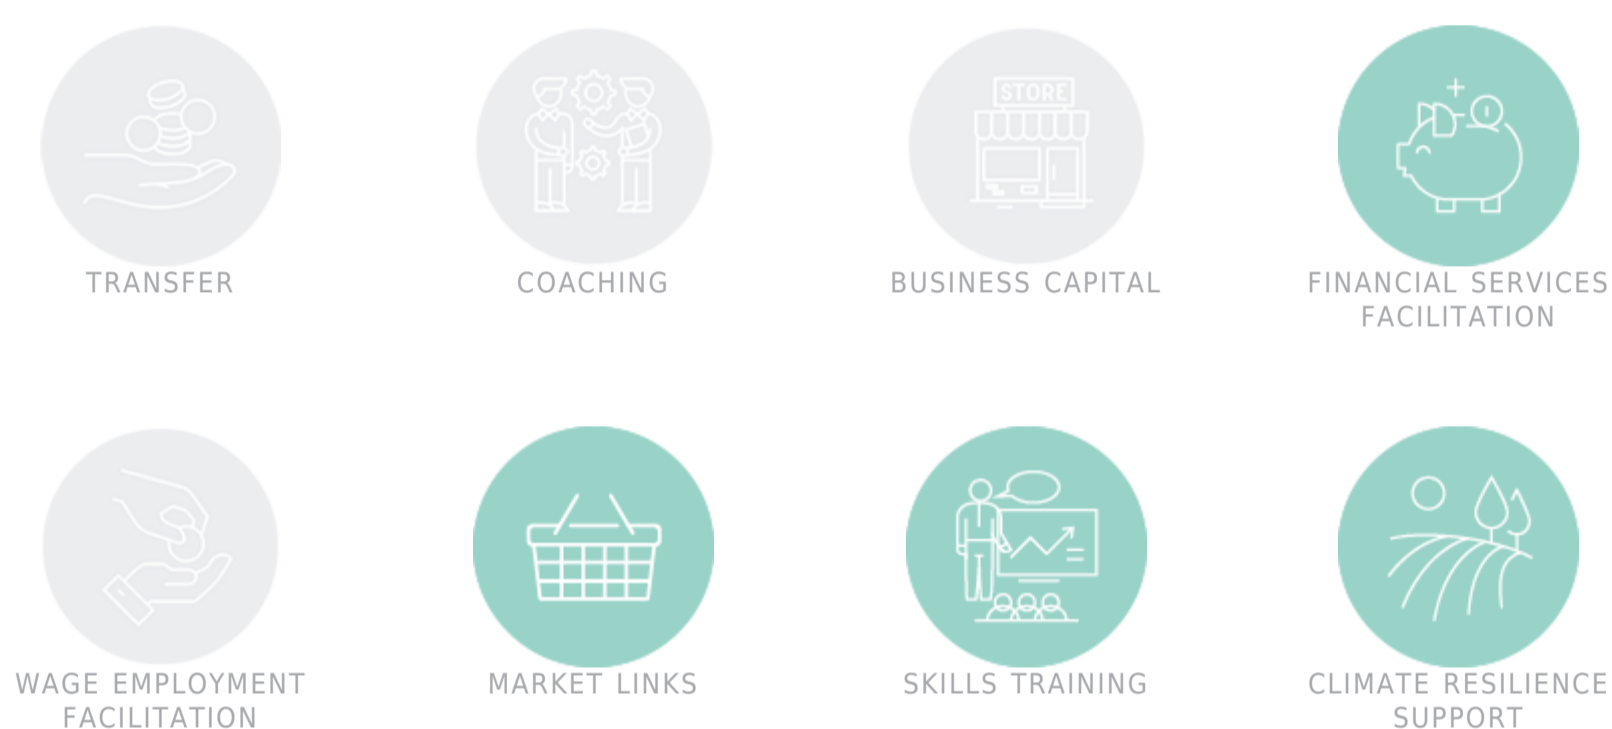 STORE
TRANSFER
COACHING
BUSINESS CAPITAL
FINANCIAL SERVICES
FACILITATION
WAGE EMPLOYMENT
FACILITATION
MARKET LINKS
SKILLS TRAINING
CLIMATE RESILIENCE
SUPPORT